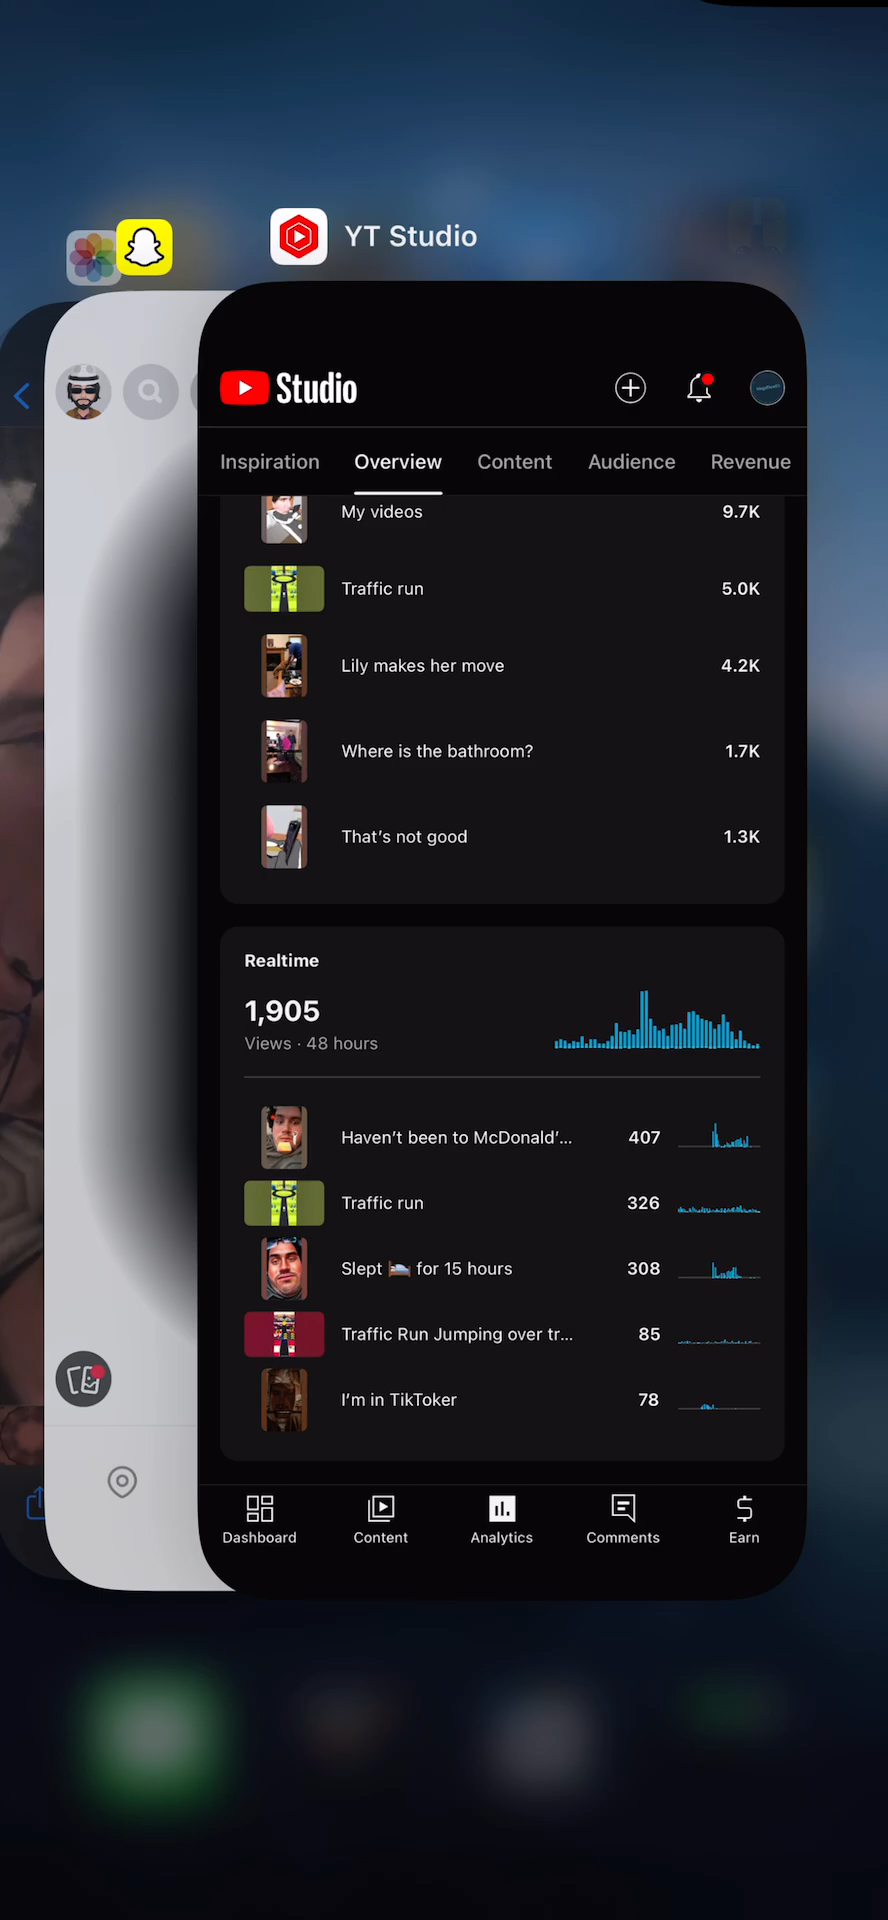 YT Studio
Studio
Inspiration Overview Content Audience Revenue
My videos 9.7K
Traffic run 5.0K
Lily makes her move 4.2K
Where is the bathroom? 1.7K
That's not good 1.3K
Realtime
1,905
Views · 48 hours
Haven't been to McDonald'... 407
Traffic run 326
Slept 🛌 for 15 hours 308
Traffic Run Jumping over tr... 85
I'm in TikToker 78
Dashboard Content Analytics Comments Earn